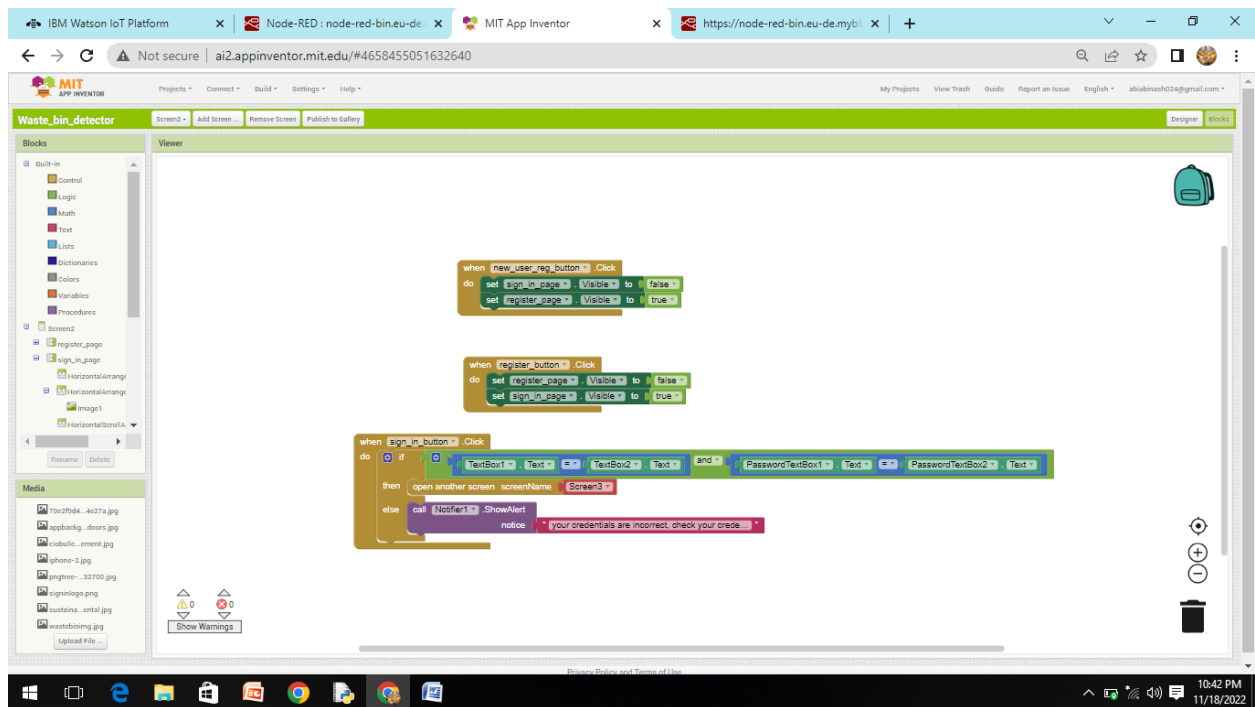 IBM Watson IoT Platform
Node-RED : node-red-bin.eu-de.
MIT App Inventor
https://node-red-bin.eu-de.mybl
Not secure | ai2.appinventor.mit.edu/#4658455051632640
MIT
APP INVENTOR
Projects Connect Build Settings Help
My Projects View Trash Guide Report an Issue English abiabinash024@gmail.com
Waste_bin_detector
Screen2 Add Screen ... Remove Screen Publish to Gallery
Designer Blocks
Blocks
Viewer
Built-in
Control
Logic
Math
Text
Lists
Dictionaries
Colors
Variables
Procedures
Screen2
register_page
sign_in_page
HorizontalArrange
HorizontalArrange
Image1
HorizontalScrollA
Rename Delete
Media
70e2f9d4...4e27a.jpg
appbackg...doors.jpg
ciobulle...ement.jpg
iphone-2.jpg
pngtree-...32700.jpg
signinlogo.png
sustaina...ental.jpg
wastebinimg.jpg
Upload File ...
when new_user_reg_button .Click
do set sign_in_page . Visible to false
set register_page . Visible to true
when register_button .Click
do set register_page . Visible to false
set sign_in_page . Visible to true
when sign_in_button .Click
do if TextBox1 . Text = TextBox2 . Text and PasswordTextBox1 . Text = PasswordTextBox2 . Text
then open another screen screenName Screen3
else call Notifier1 .ShowAlert
notice " your credentials are incorrect, check your crede... "
0 0
Show Warnings
Privacy Policy and Terms of Use
10:42 PM
11/18/2022